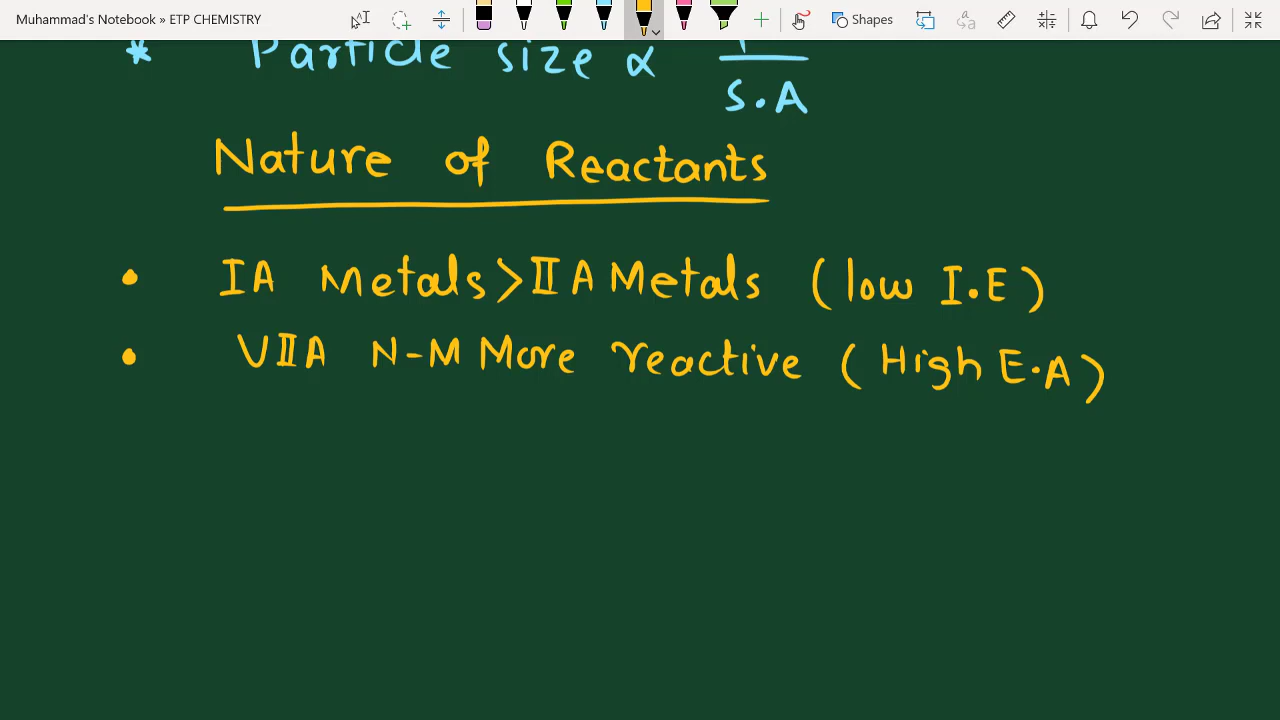 Muhammad's Notebook » ETP CHEMISTRY
Shapes
* Particle size ∝ 1/S.A
Nature of Reactants
• IA Metals > IIA Metals (low I.E)
• VIIA N-M More reactive (High E.A)